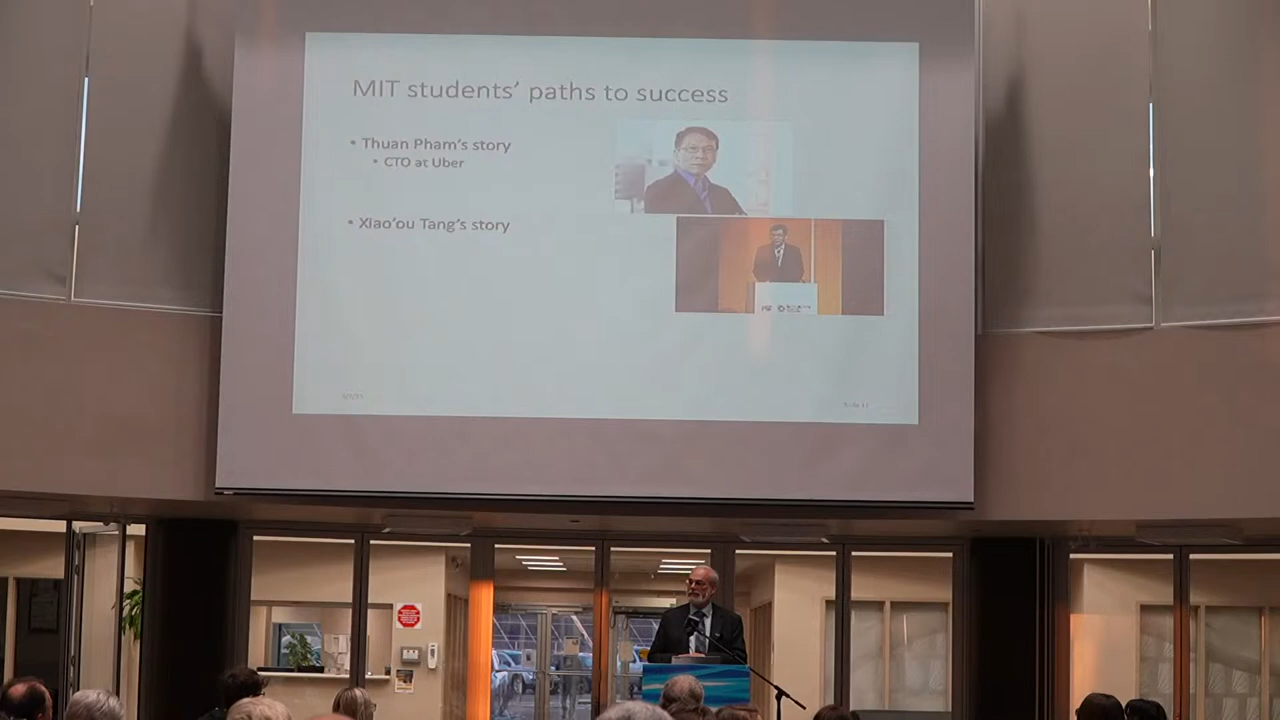 MIT students’ paths to success
• Thuan Pham’s story
• CTO at Uber
• Xiao’ou Tang’s story